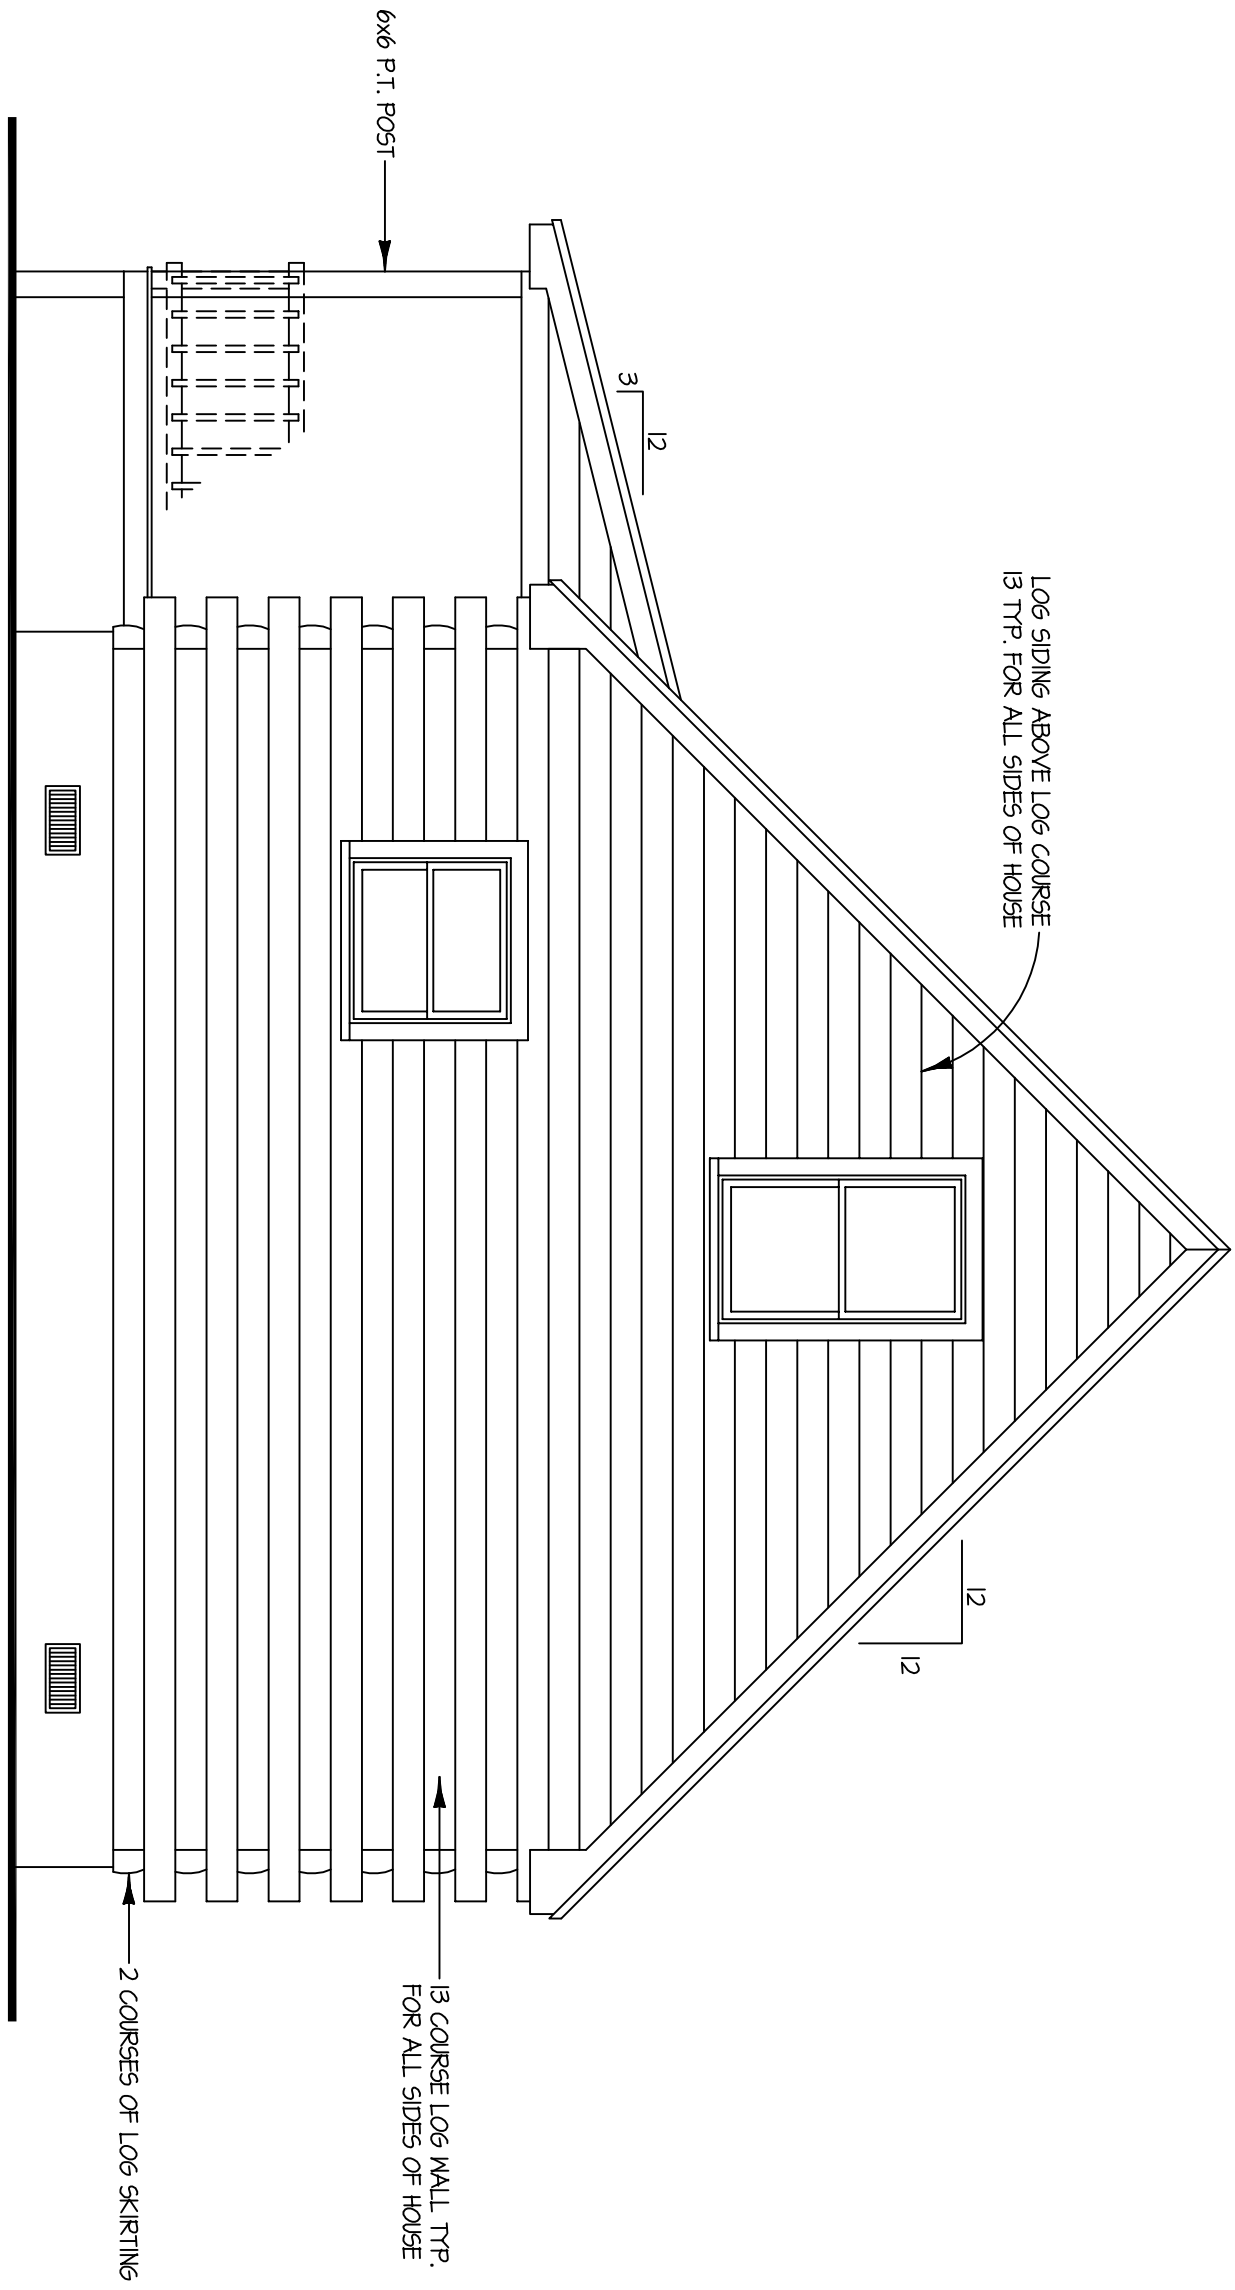 LOG SIDING ABOVE LOG COURSE
13 TYP. FOR ALL SIDES OF HOUSE
12
12
12
3
6x6 P.T. POST
13 COURSE LOG WALL TYP.
FOR ALL SIDES OF HOUSE
2 COURSES OF LOG SKIRTING